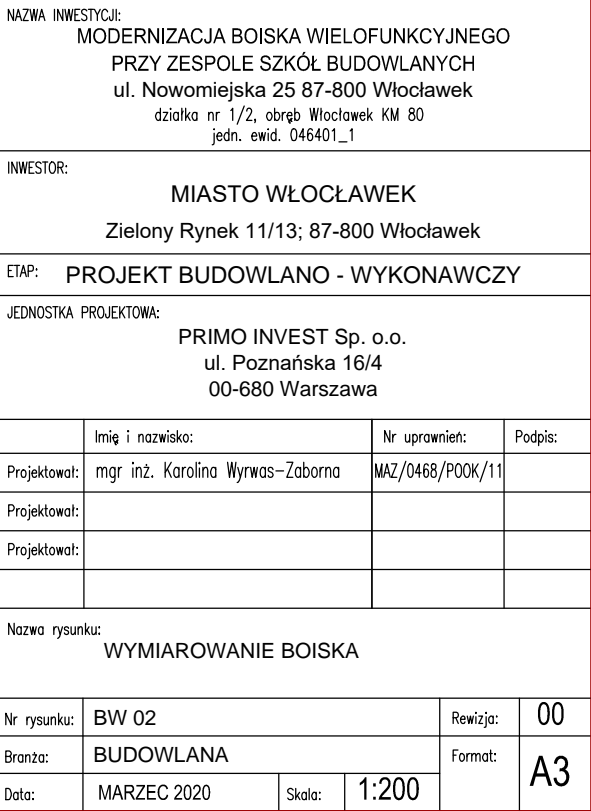 NAZWA INWESTYCJI:
MODERNIZACJA BOISKA WIELOFUNKCYJNEGO
PRZY ZESPOLE SZKÓŁ BUDOWLANYCH
ul. Nowomiejska 25 87-800 Włocławek
działka nr 1/2, obręb Włocławek KM 80
jedn. ewid. 046401_1
INWESTOR:
MIASTO WŁOCŁAWEK
Zielony Rynek 11/13; 87-800 Włocławek
ETAP: PROJEKT BUDOWLANO - WYKONAWCZY
JEDNOSTKA PROJEKTOWA:
PRIMO INVEST Sp. o.o.
ul. Poznańska 16/4
00-680 Warszawa
Imię i nazwisko: Nr uprawnień: Podpis:
Projektował: mgr inż. Karolina Wyrwas-Zaborna MAZ/0468/POOK/11
Projektował:
Projektował:
Nazwa rysunku:
WYMIAROWANIE BOISKA
Nr rysunku: BW 02 Rewizja: 00
Branża: BUDOWLANA Format: A3
Data: MARZEC 2020 Skala: 1:200